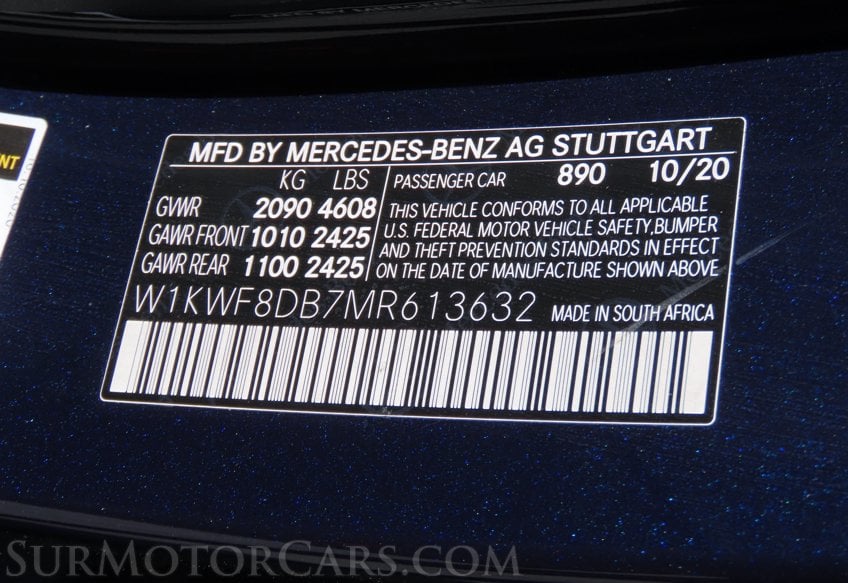 MFD BY MERCEDES-BENZ AG STUTTGART
KG LBS
GVWR 2090 4608
GAWR FRONT 1010 2425
GAWR REAR 1100 2425
PASSENGER CAR 890 10/20
THIS VEHICLE CONFORMS TO ALL APPLICABLE
U.S. FEDERAL MOTOR VEHICLE SAFETY, BUMPER
AND THEFT PREVENTION STANDARDS IN EFFECT
ON THE DATE OF MANUFACTURE SHOWN ABOVE
W1KWF8DB7MR613632 MADE IN SOUTH AFRICA
SURMOTORCARS.COM